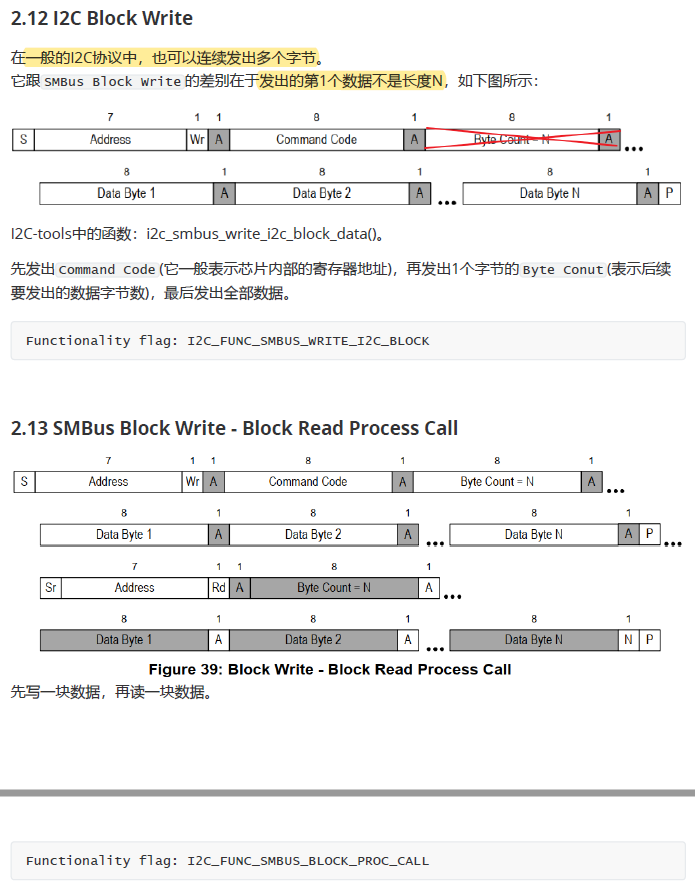 2.12 I2C Block Write
在一般的I2C协议中，也可以连续发出多个字节。
它跟 SMBus Block Write 的差别在于发出的第1个数据不是长度N，如下图所示：
7 1 1 8 1 8 1
S Address Wr A Command Code A Byte Count = N A ...
8 1 8 1 8 1
Data Byte 1 A Data Byte 2 A ... Data Byte N A P
I2C-tools中的函数：i2c_smbus_write_i2c_block_data()。
先发出 Command Code (它一般表示芯片内部的寄存器地址)，再发出1个字节的 Byte Conut (表示后续
要发出的数据字节数)，最后发出全部数据。
Functionality flag: I2C_FUNC_SMBUS_WRITE_I2C_BLOCK
2.13 SMBus Block Write - Block Read Process Call
7 1 1 8 1 8 1
S Address Wr A Command Code A Byte Count = N A ...
8 1 8 1 8 1
Data Byte 1 A Data Byte 2 A ... Data Byte N A P ...
7 1 1 8 1
Sr Address Rd A Byte Count = N A ...
8 1 8 1 8 1
Data Byte 1 A Data Byte 2 A ... Data Byte N N P
Figure 39: Block Write - Block Read Process Call
先写一块数据，再读一块数据。
Functionality flag: I2C_FUNC_SMBUS_BLOCK_PROC_CALL